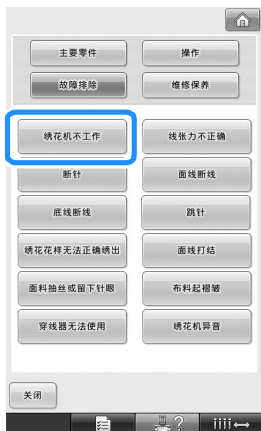 主要零件 操作
故障排除 维修保养
绣花机不工作 线张力不正确
断针 面线断线
底线断线 跳针
绣花花样无法正确绣出 面线打结
面料抽丝或留下针眼 布料起褶皱
穿线器无法使用 绣花机异音
关闭
?